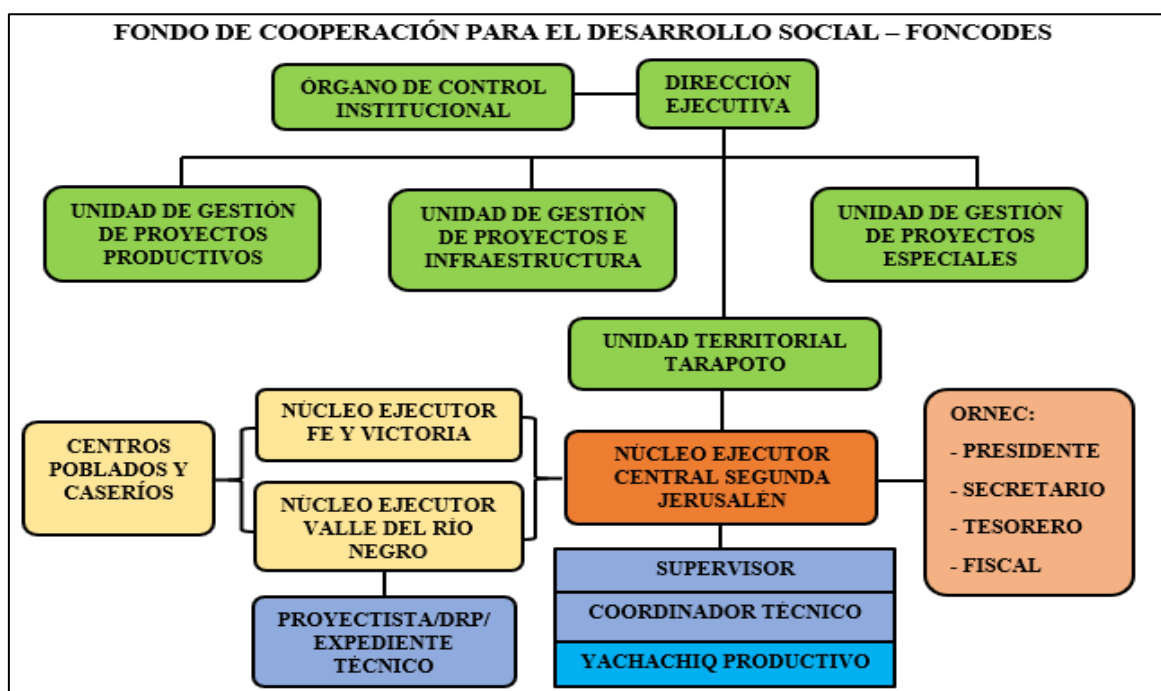 FONDO DE COOPERACIÓN PARA EL DESARROLLO SOCIAL – FONCODES
ÓRGANO DE CONTROL
INSTITUCIONAL
DIRECCIÓN
EJECUTIVA
UNIDAD DE GESTIÓN
DE PROYECTOS
PRODUCTIVOS
UNIDAD DE GESTIÓN
DE PROYECTOS E
INFRAESTRUCTURA
UNIDAD DE GESTIÓN
DE PROYECTOS
ESPECIALES
UNIDAD TERRITORIAL
TARAPOTO
CENTROS
POBLADOS Y
CASERÍOS
NÚCLEO EJECUTOR
FE Y VICTORIA
NÚCLEO EJECUTOR
VALLE DEL RÍO
NEGRO
PROYECTISTA/DRP/
EXPEDIENTE
TÉCNICO
NÚCLEO EJECUTOR
CENTRAL SEGUNDA
JERUSALÉN
SUPERVISOR
COORDINADOR TÉCNICO
YACHACHIQ PRODUCTIVO
ORNEC:
- PRESIDENTE
- SECRETARIO
- TESORERO
- FISCAL